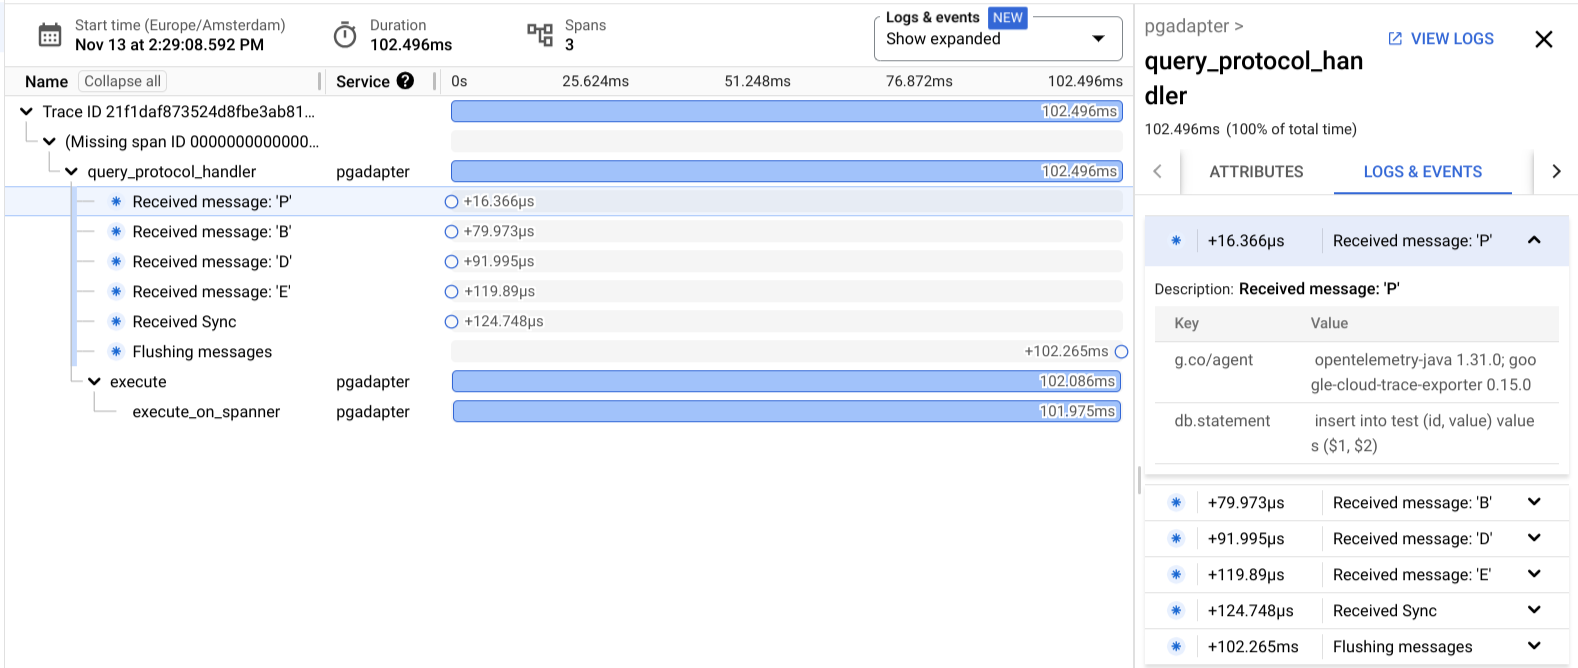 Start time (Europe/Amsterdam)
Nov 13 at 2:29:08.592 PM
Duration
102.496ms
Spans
3
Logs & events NEW
Show expanded
Name Collapse all Service ? 0s 25.624ms 51.248ms 76.872ms 102.496ms
Trace ID 21f1daf873524d8fbe3ab81... 102.496ms
(Missing span ID 0000000000000...
query_protocol_handler pgadapter 102.496ms
Received message: 'P' +16.366µs
Received message: 'B' +79.973µs
Received message: 'D' +91.995µs
Received message: 'E' +119.89µs
Received Sync +124.748µs
Flushing messages +102.265ms
execute pgadapter 102.086ms
execute_on_spanner pgadapter 101.975ms
pgadapter >
VIEW LOGS
query_protocol_han
dler
102.496ms (100% of total time)
ATTRIBUTES LOGS & EVENTS
+16.366µs Received message: 'P'
Description: Received message: 'P'
Key Value
g.co/agent opentelemetry-java 1.31.0; goo
gle-cloud-trace-exporter 0.15.0
db.statement insert into test (id, value) value
s ($1, $2)
+79.973µs Received message: 'B'
+91.995µs Received message: 'D'
+119.89µs Received message: 'E'
+124.748µs Received Sync
+102.265ms Flushing messages